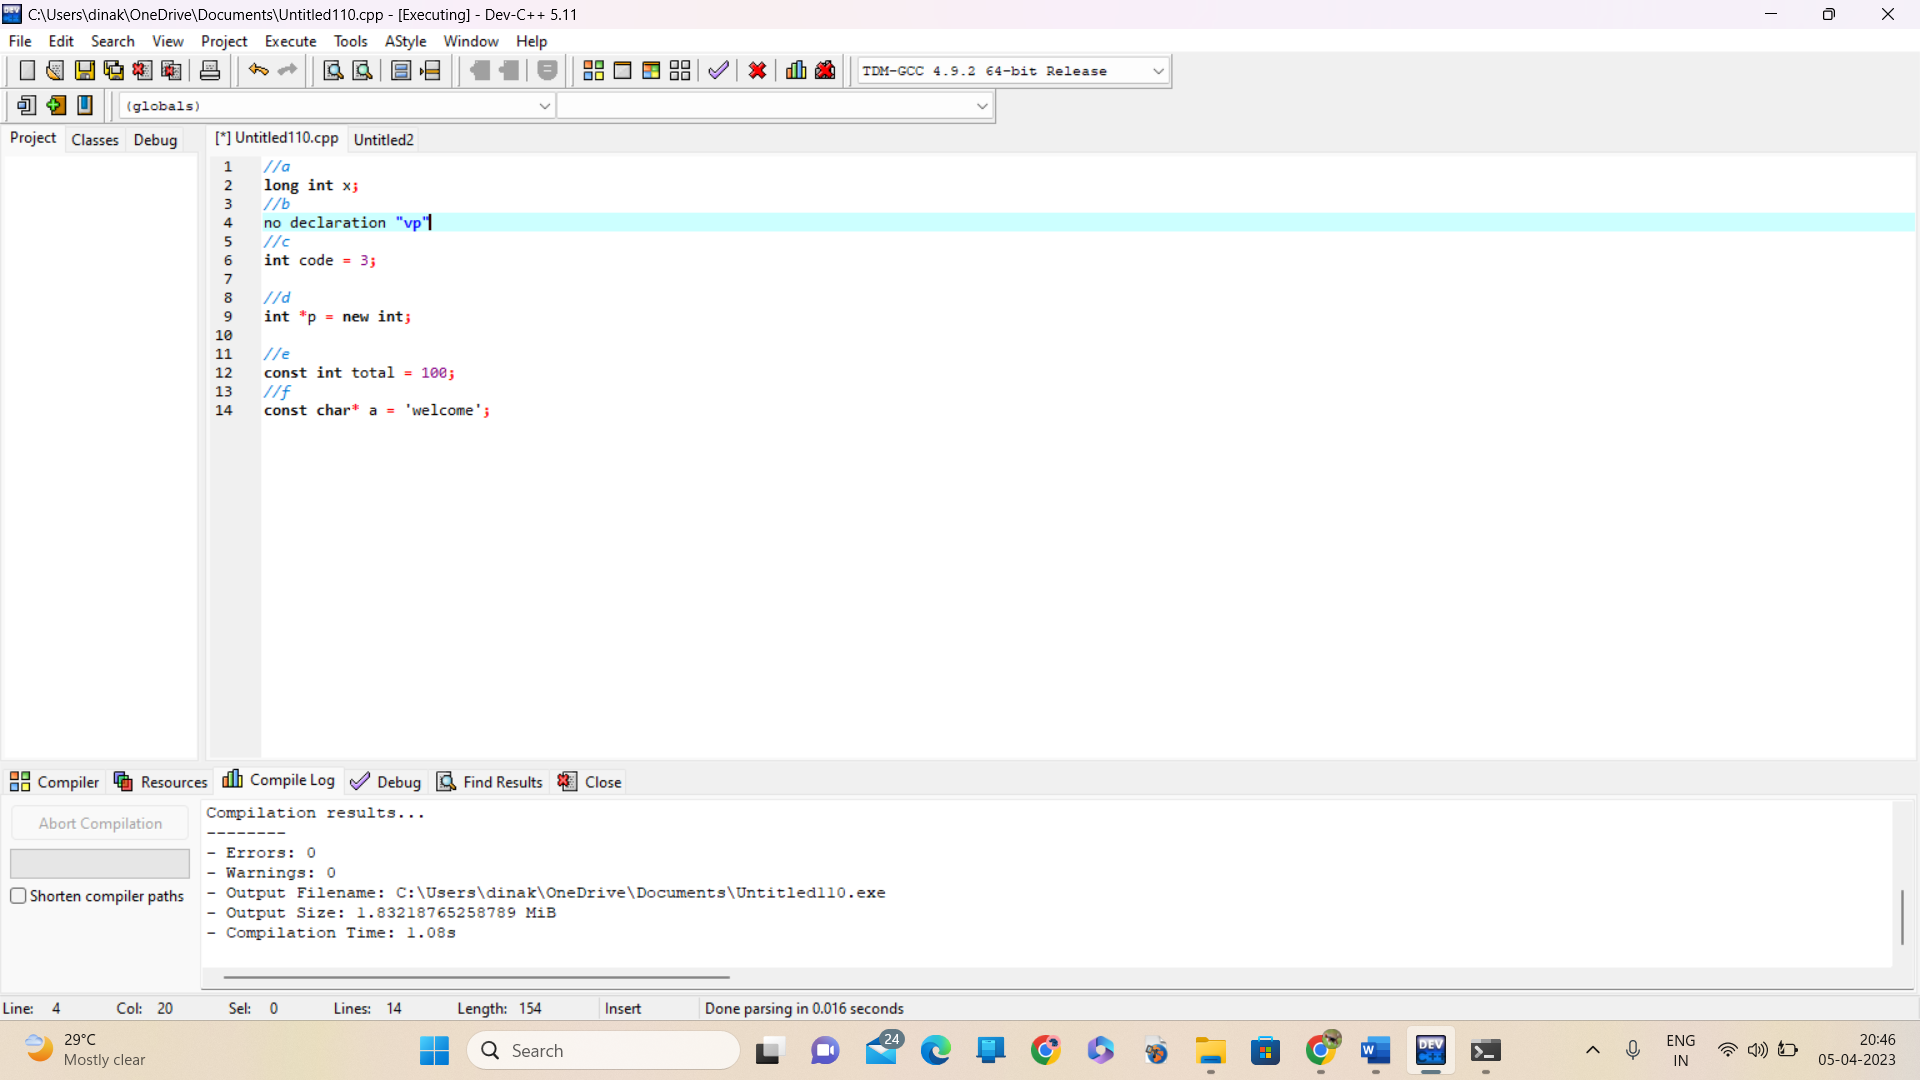 C:\Users\dinak\OneDrive\Documents\Untitled110.cpp - [Executing] - Dev-C++ 5.11
File Edit Search View Project Execute Tools AStyle Window Help
TDM-GCC 4.9.2 64-bit Release
(globals)
Project Classes Debug [*] Untitled110.cpp Untitled2
1 //a
2 long int x;
3 //b
4 no declaration "vp"
5 //c
6 int code = 3;
7
8 //d
9 int *p = new int;
10
11 //e
12 const int total = 100;
13 //f
14 const char* a = 'welcome';
Compiler Resources Compile Log Debug Find Results Close
Abort Compilation
Shorten compiler paths
Compilation results...
--------
- Errors: 0
- Warnings: 0
- Output Filename: C:\Users\dinak\OneDrive\Documents\Untitled110.exe
- Output Size: 1.83218765258789 MiB
- Compilation Time: 1.08s
Line: 4 Col: 20 Sel: 0 Lines: 14 Length: 154 Insert Done parsing in 0.016 seconds
29°C
Mostly clear
Search
24
W
DEV
C++
ENG
IN
20:46
05-04-2023